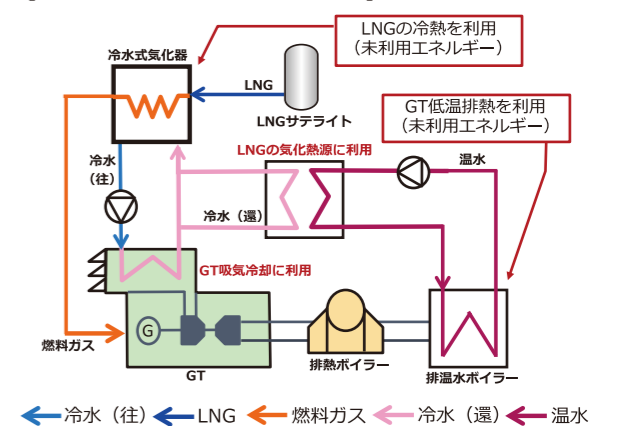 LNGの冷熱を利用
（未利用エネルギー）
冷水式気化器
LNG
LNGサテライト
GT低温排熱を利用
（未利用エネルギー）
LNGの気化熱源に利用
冷水
（往）
温水
冷水（還）
GT吸気冷却に利用
G
燃料ガス
GT
排熱ボイラー
排温水ボイラー
冷水（往） LNG 燃料ガス 冷水（還） 温水